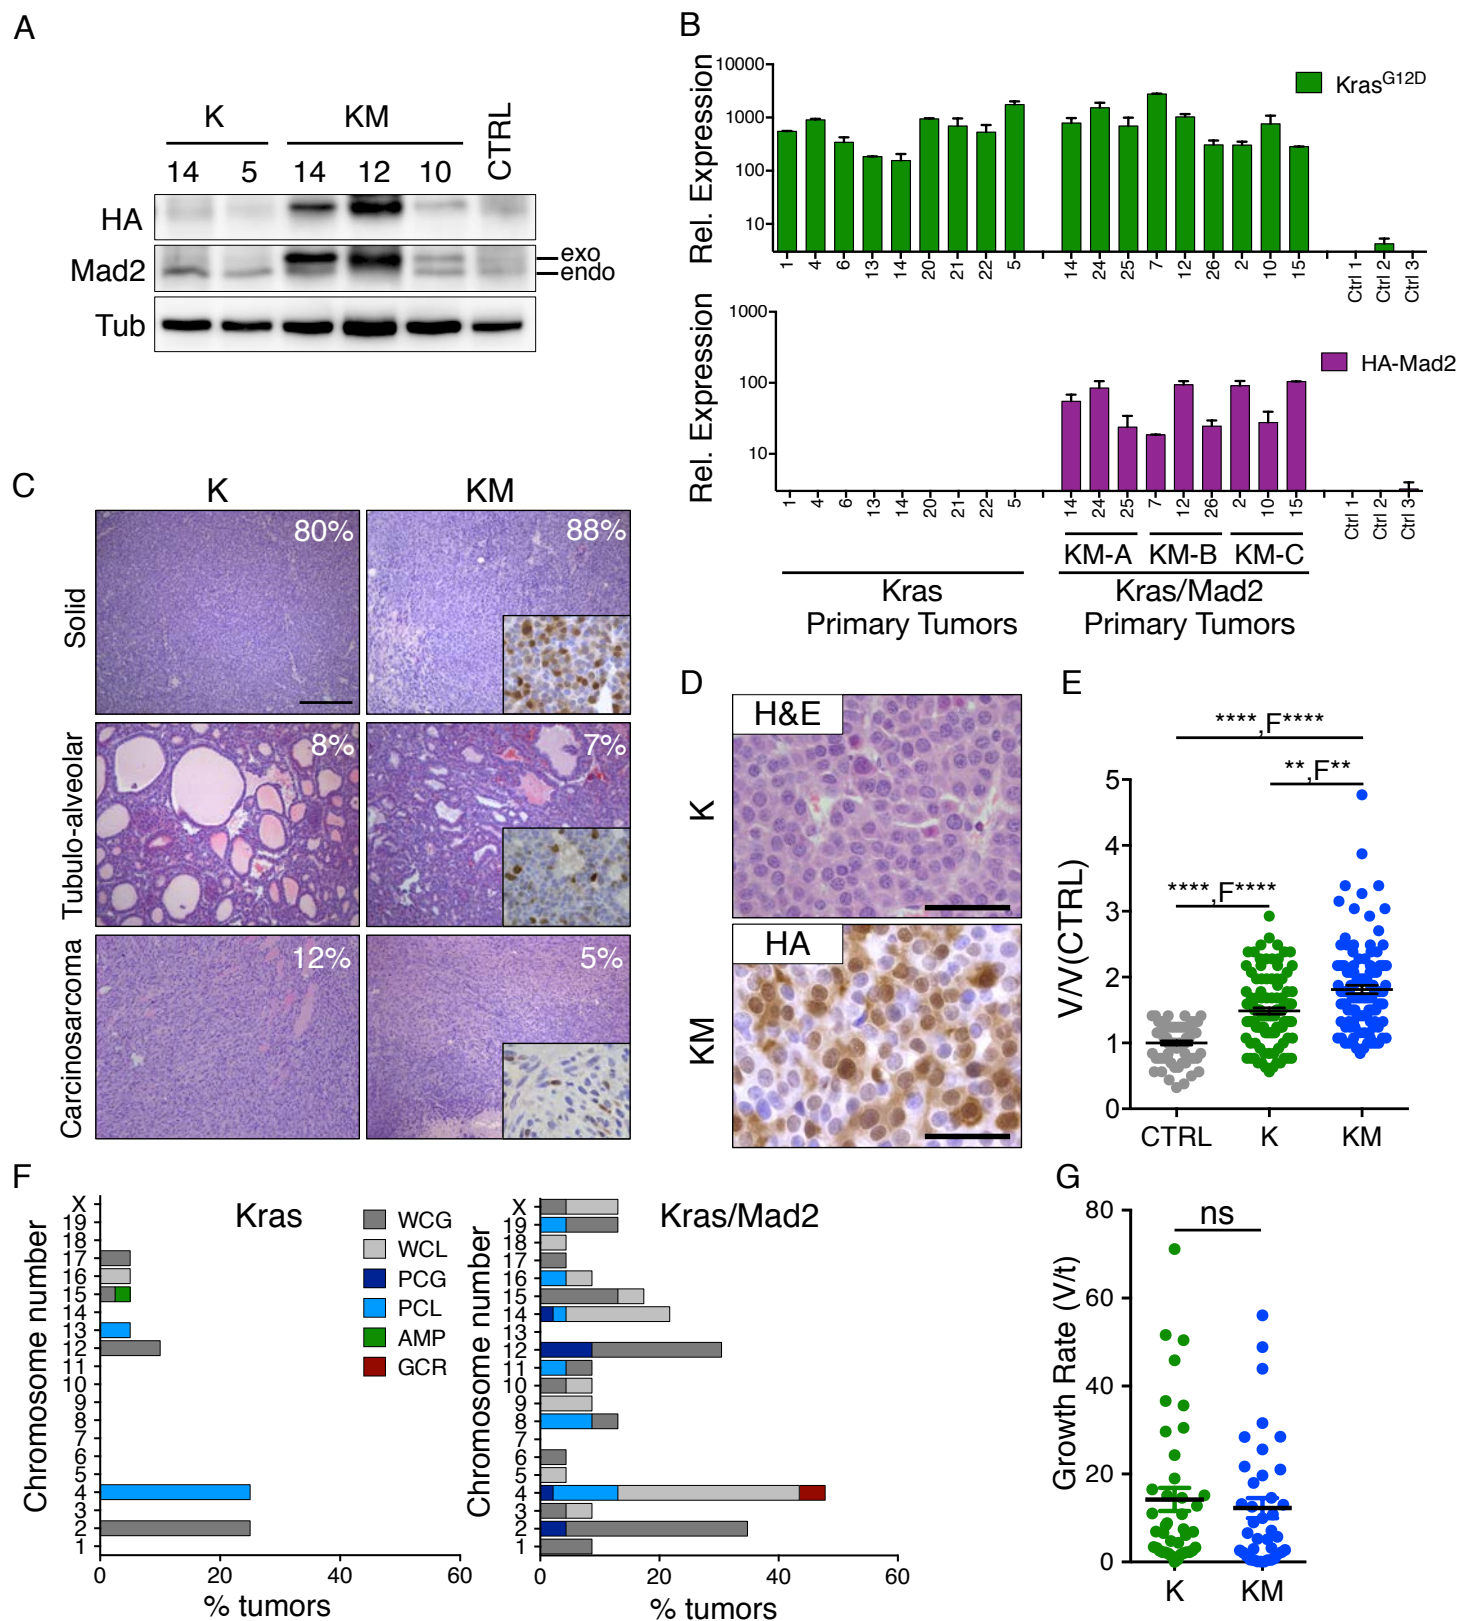 A
K KM CTRL
14 5 14 12 10
HA
Mad2
exo
endo
Tub
B
Rel. Expression
10000
1000
100
10
Kras^G12D
1 4 6 13 14 20 21 22 5 14 24 25 7 12 26 2 10 15 Ctrl 1 Ctrl 2 Ctrl 3
Rel. Expression
1000
100
10
HA-Mad2
1 4 6 13 14 20 21 22 5 14 24 25 7 12 26 2 10 15 Ctrl 1 Ctrl 2 Ctrl 3
KM-A KM-B KM-C
Kras
Primary Tumors
Kras/Mad2
Primary Tumors
C
K KM
Solid
80% 88%
Tubulo-alveolar
8% 7%
Carcinosarcoma
12% 5%
D
K
H&E
KM
HA
E
V/V(CTRL)
****,F****
**,F**
****,F****
5
4
3
2
1
0
CTRL K KM
F
Chromosome number
Kras
X
19
18
17
16
15
14
13
12
11
10
9
8
7
6
5
4
3
2
1
0 20 40 60
% tumors
WCG
WCL
PCG
PCL
AMP
GCR
Chromosome number
Kras/Mad2
X
19
18
17
16
15
14
13
12
11
10
9
8
7
6
5
4
3
2
1
0 20 40 60
% tumors
G
Growth Rate (V/t)
ns
80
60
40
20
0
K KM